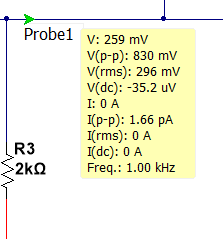 Probe1
V: 259 mV
V(p-p): 830 mV
V(rms): 296 mV
V(dc): -35.2 uV
I: 0 A
I(p-p): 1.66 pA
I(rms): 0 A
I(dc): 0 A
Freq.: 1.00 kHz
R3
2kΩ